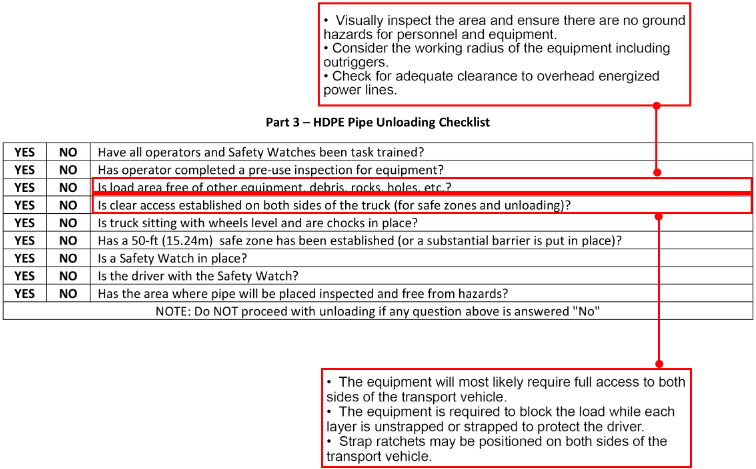 • Visually inspect the area and ensure there are no ground
hazards for personnel and equipment.
• Consider the working radius of the equipment including
outriggers.
• Check for adequate clearance to overhead energized
power lines.
Part 3 – HDPE Pipe Unloading Checklist
YES NO Have all operators and Safety Watches been task trained?
YES NO Has operator completed a pre-use inspection for equipment?
YES NO Is load area free of other equipment, debris, rocks, holes, etc.?
YES NO Is clear access established on both sides of the truck (for safe zones and unloading)?
YES NO Is truck sitting with wheels level and are chocks in place?
YES NO Has a 50-ft (15.24m) safe zone has been established (or a substantial barrier is put in place)?
YES NO Is a Safety Watch in place?
YES NO Is the driver with the Safety Watch?
YES NO Has the area where pipe will be placed inspected and free from hazards?
NOTE: Do NOT proceed with unloading if any question above is answered "No"
• The equipment will most likely require full access to both
sides of the transport vehicle.
• The equipment is required to block the load while each
layer is unstrapped or strapped to protect the driver.
• Strap ratchets may be positioned on both sides of the
transport vehicle.